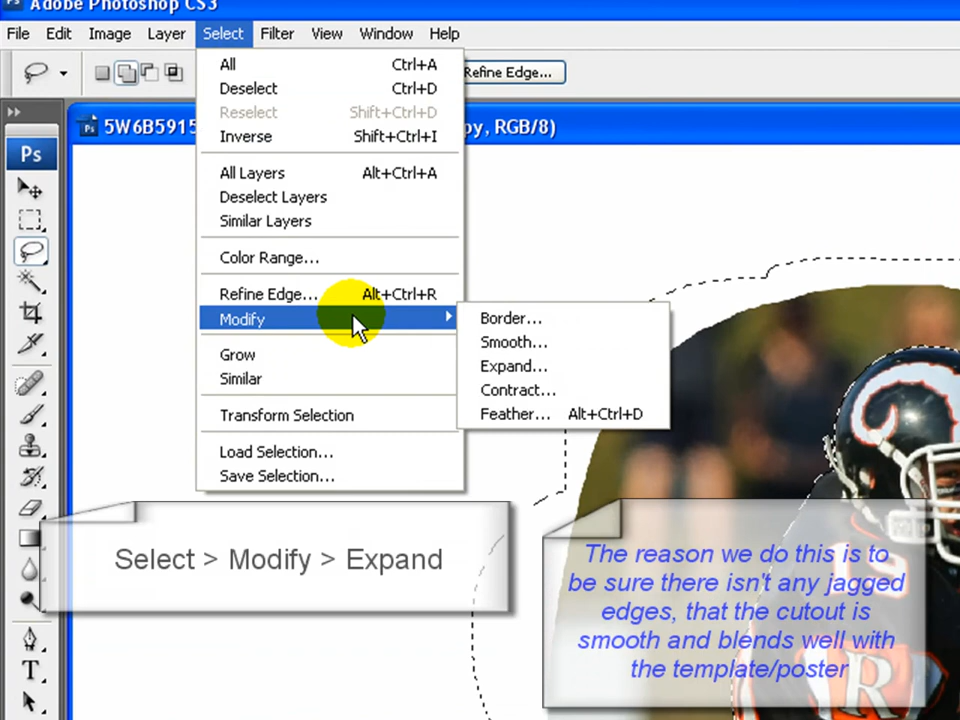 Adobe Photoshop CS3
File Edit Image Layer Select Filter View Window Help
All Ctrl+A
Refine Edge...
Deselect Ctrl+D
Reselect Shift+Ctrl+D
5W6B5915
py, RGB/8)
Inverse Shift+Ctrl+I
Ps
All Layers Alt+Ctrl+A
Deselect Layers
Similar Layers
Color Range...
Refine Edge... Alt+Ctrl+R
Modify
Border...
Smooth...
Expand...
Contract...
Feather... Alt+Ctrl+D
Grow
Similar
Transform Selection
Load Selection...
Save Selection...
Select > Modify > Expand
The reason we do this is to
be sure there isn't any jagged
edges, that the cutout is
smooth and blends well with
the template/poster
T
R